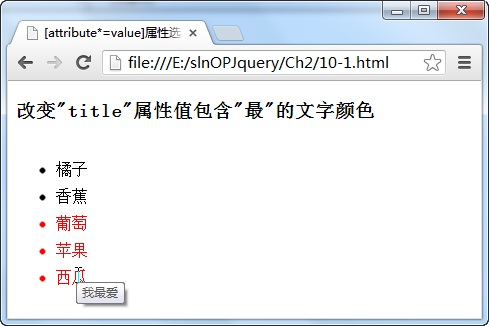 [attribute*=value]属性选
file:///E:/slnOPJquery/Ch2/10-1.html
改变"title"属性值包含"最"的文字颜色
橘子
香蕉
葡萄
苹果
西瓜
我最爱